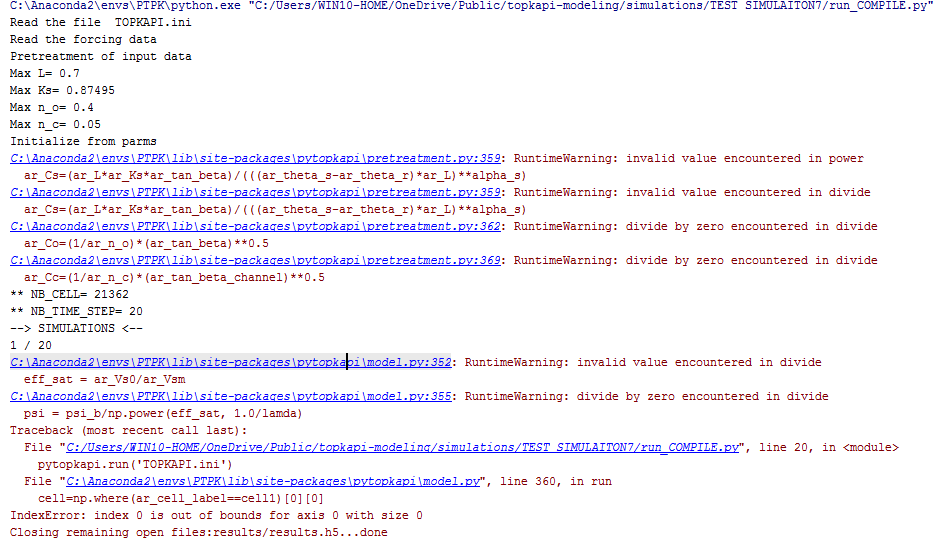 C:\Anaconda2\envs\PTPK\python.exe "C:/Users/WIN10-HOME/OneDrive/Public/topkapi-modeling/simulations/TEST SIMULAITON7/run_COMPILE.py"
Read the file  TOPKAPI.ini
Read the forcing data
Pretreatment of input data
Max L= 0.7
Max Ks= 0.87495
Max n_o= 0.4
Max n_c= 0.05
Initialize from parms
C:\Anaconda2\envs\PTPK\lib\site-packages\pytopkapi\pretreatment.py:359: RuntimeWarning: invalid value encountered in power
  ar_Cs=(ar_L*ar_Ks*ar_tan_beta)/(((ar_theta_s-ar_theta_r)*ar_L)**alpha_s)
C:\Anaconda2\envs\PTPK\lib\site-packages\pytopkapi\pretreatment.py:359: RuntimeWarning: invalid value encountered in divide
  ar_Cs=(ar_L*ar_Ks*ar_tan_beta)/(((ar_theta_s-ar_theta_r)*ar_L)**alpha_s)
C:\Anaconda2\envs\PTPK\lib\site-packages\pytopkapi\pretreatment.py:362: RuntimeWarning: divide by zero encountered in divide
  ar_Co=(1/ar_n_o)*(ar_tan_beta)**0.5
C:\Anaconda2\envs\PTPK\lib\site-packages\pytopkapi\pretreatment.py:369: RuntimeWarning: divide by zero encountered in divide
  ar_Cc=(1/ar_n_c)*(ar_tan_beta_channel)**0.5
** NB_CELL= 21362
** NB_TIME_STEP= 20
--> SIMULATIONS <--
1 / 20
C:\Anaconda2\envs\PTPK\lib\site-packages\pytopkapi\model.py:352: RuntimeWarning: invalid value encountered in divide
  eff_sat = ar_Vs0/ar_Vsm
C:\Anaconda2\envs\PTPK\lib\site-packages\pytopkapi\model.py:355: RuntimeWarning: divide by zero encountered in divide
  psi = psi_b/np.power(eff_sat, 1.0/lamda)
Traceback (most recent call last):
  File "C:/Users/WIN10-HOME/OneDrive/Public/topkapi-modeling/simulations/TEST SIMULAITON7/run_COMPILE.py", line 20, in <module>
    pytopkapi.run('TOPKAPI.ini')
  File "C:\Anaconda2\envs\PTPK\lib\site-packages\pytopkapi\model.py", line 360, in run
    cell=np.where(ar_cell_label==cell1)[0][0]
IndexError: index 0 is out of bounds for axis 0 with size 0
Closing remaining open files:results/results.h5...done